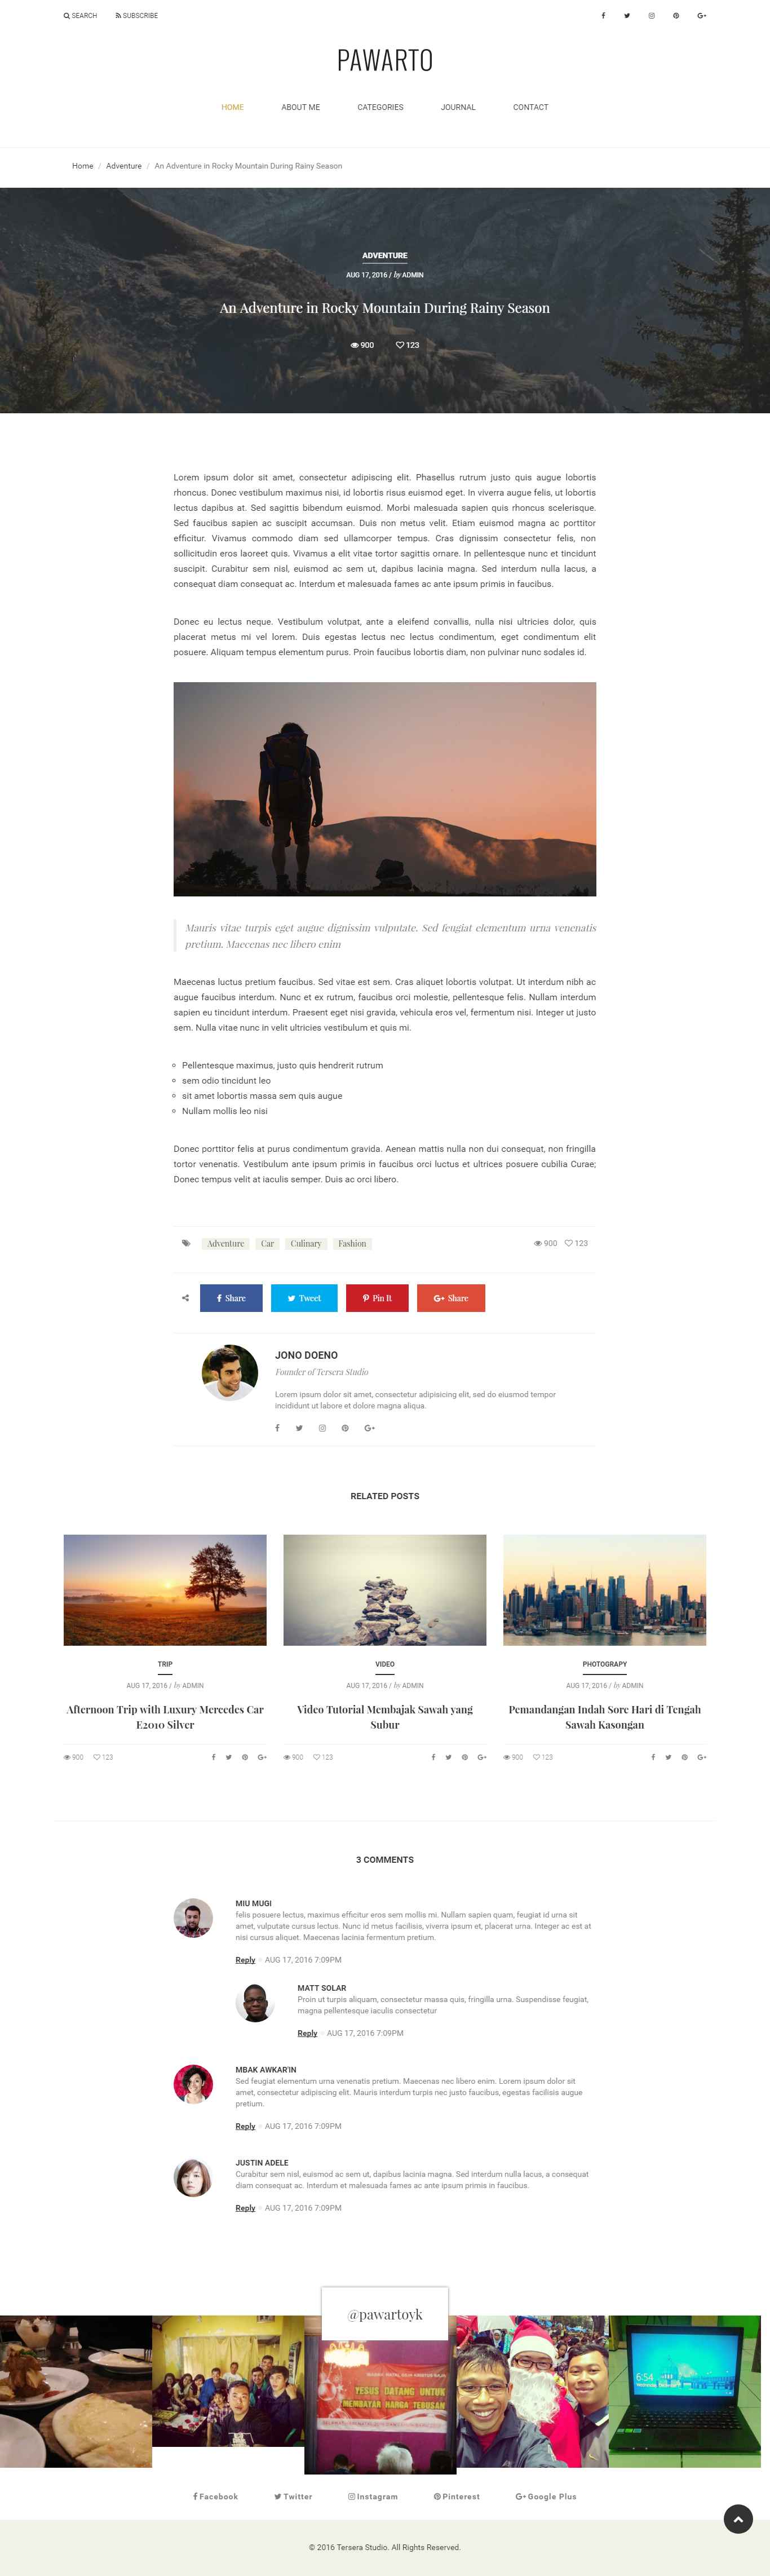 SEARCH SUBSCRIBE
PAWARTO
HOME ABOUT ME CATEGORIES JOURNAL CONTACT
Home / Adventure / An Adventure in Rocky Mountain During Rainy Season
ADVENTURE
AUG 17, 2016 / by ADMIN
An Adventure in Rocky Mountain During Rainy Season
900 123
Lorem ipsum dolor sit amet, consectetur adipiscing elit. Phasellus rutrum justo quis augue lobortis
rhoncus. Donec vestibulum maximus nisi, id lobortis risus euismod eget. In viverra augue felis, ut lobortis
lectus dapibus at. Sed sagittis bibendum euismod. Morbi malesuada sapien quis rhoncus scelerisque.
Sed faucibus sapien ac suscipit accumsan. Duis non metus velit. Etiam euismod magna ac porttitor
efficitur. Vivamus commodo diam sed ullamcorper tempus. Cras dignissim consectetur felis, non
sollicitudin eros laoreet quis. Vivamus a elit vitae tortor sagittis ornare. In pellentesque nunc et tincidunt
suscipit. Curabitur sem nisl, euismod ac sem ut, dapibus lacinia magna. Sed interdum nulla lacus, a
consequat diam consequat ac. Interdum et malesuada fames ac ante ipsum primis in faucibus.
Donec eu lectus neque. Vestibulum volutpat, ante a eleifend convallis, nulla nisi ultricies dolor, quis
placerat metus mi vel lorem. Duis egestas lectus nec lectus condimentum, eget condimentum elit
posuere. Aliquam tempus elementum purus. Proin faucibus lobortis diam, non pulvinar nunc sodales id.
Mauris vitae turpis eget augue dignissim vulputate. Sed feugiat elementum urna venenatis
pretium. Maecenas nec libero enim
Maecenas luctus pretium faucibus. Sed vitae est sem. Cras aliquet lobortis volutpat. Ut interdum nibh ac
augue faucibus interdum. Nunc et ex rutrum, faucibus orci molestie, pellentesque felis. Nullam interdum
sapien eu tincidunt interdum. Praesent eget nisi gravida, vehicula eros vel, fermentum nisi. Integer ut justo
sem. Nulla vitae nunc in velit ultricies vestibulum et quis mi.
Pellentesque maximus, justo quis hendrerit rutrum
sem odio tincidunt leo
sit amet lobortis massa sem quis augue
Nullam mollis leo nisi
Donec porttitor felis at purus condimentum gravida. Aenean mattis nulla non dui consequat, non fringilla
tortor venenatis. Vestibulum ante ipsum primis in faucibus orci luctus et ultrices posuere cubilia Curae;
Donec tempus velit at iaculis semper. Duis ac orci libero.
Adventure Car Culinary Fashion 900 123
Share Tweet Pin It Share
JONO DOENO
Founder of Tersera Studio
Lorem ipsum dolor sit amet, consectetur adipisicing elit, sed do eiusmod tempor
incididunt ut labore et dolore magna aliqua.
RELATED POSTS
TRIP
AUG 17, 2016 / by ADMIN
Afternoon Trip with Luxury Mercedes Car
E2010 Silver
900 123
VIDEO
AUG 17, 2016 / by ADMIN
Video Tutorial Membajak Sawah yang
Subur
900 123
PHOTOGRAPY
AUG 17, 2016 / by ADMIN
Pemandangan Indah Sore Hari di Tengah
Sawah Kasongan
900 123
3 COMMENTS
MIU MUGI
felis posuere lectus, maximus efficitur eros sem mollis mi. Nullam sapien quam, feugiat id urna sit
amet, vulputate cursus lectus. Nunc id metus facilisis, viverra ipsum et, placerat urna. Integer ac est at
nisi cursus aliquet. Maecenas lacinia fermentum pretium.
Reply AUG 17, 2016 7:09PM
MATT SOLAR
Proin ut turpis aliquam, consectetur massa quis, fringilla urna. Suspendisse feugiat,
magna pellentesque iaculis consectetur
Reply AUG 17, 2016 7:09PM
MBAK AWKAR'IN
Sed feugiat elementum urna venenatis pretium. Maecenas nec libero enim. Lorem ipsum dolor sit
amet, consectetur adipiscing elit. Mauris interdum turpis nec justo faucibus, egestas facilisis augue
pretium.
Reply AUG 17, 2016 7:09PM
JUSTIN ADELE
Curabitur sem nisl, euismod ac sem ut, dapibus lacinia magna. Sed interdum nulla lacus, a consequat
diam consequat ac. Interdum et malesuada fames ac ante ipsum primis in faucibus.
Reply AUG 17, 2016 7:09PM
@pawartoyk
YESUS DATANG UNTUK
MEMBAYAR HARGA TEBUSAN
6:54
Facebook Twitter Instagram Pinterest Google Plus
© 2016 Tersera Studio. All Rights Reserved.